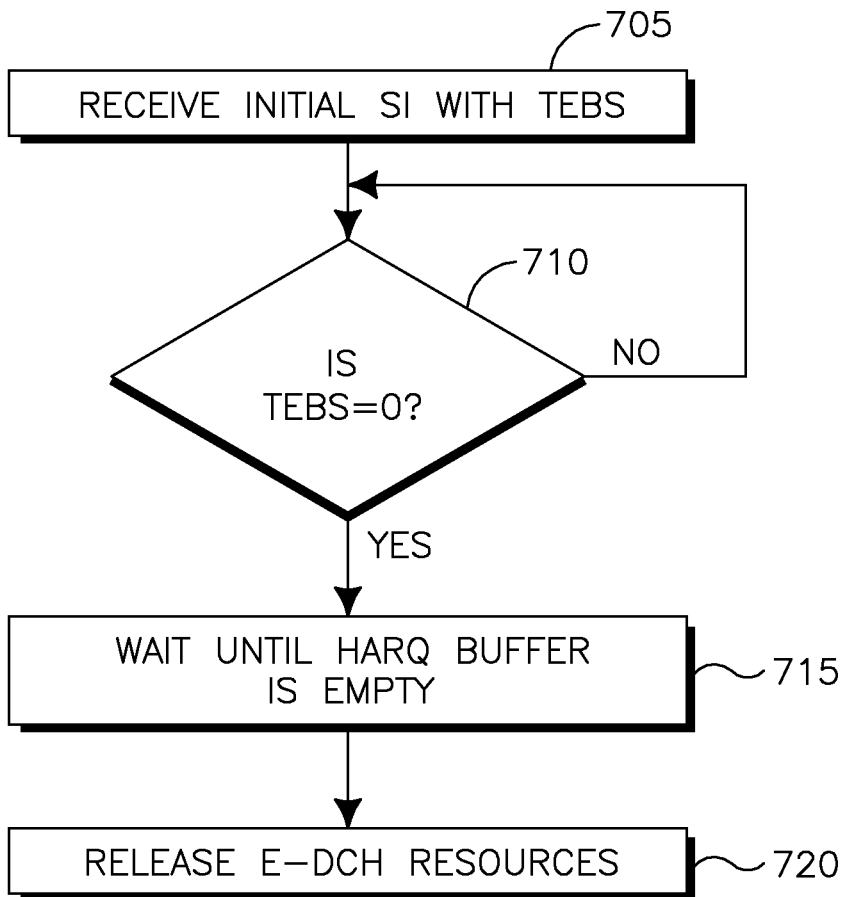 705
RECEIVE INITIAL SI WITH TEBS
710
IS
TEBS=0?
NO
YES
WAIT UNTIL HARQ BUFFER
IS EMPTY
715
RELEASE E-DCH RESOURCES
720